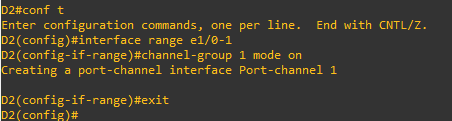 D2#conf t
Enter configuration commands, one per line.  End with CNTL/Z.
D2(config)#interface range e1/0-1
D2(config-if-range)#channel-group 1 mode on
Creating a port-channel interface Port-channel 1
D2(config-if-range)#exit
D2(config)#